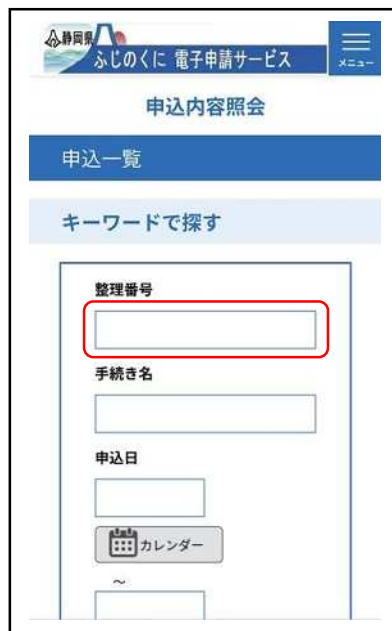 静岡県
ふじのくに 電子申請サービス
メニュー
申込内容照会
申込一覧
キーワードで探す
整理番号
手続き名
申込日
カレンダー
～